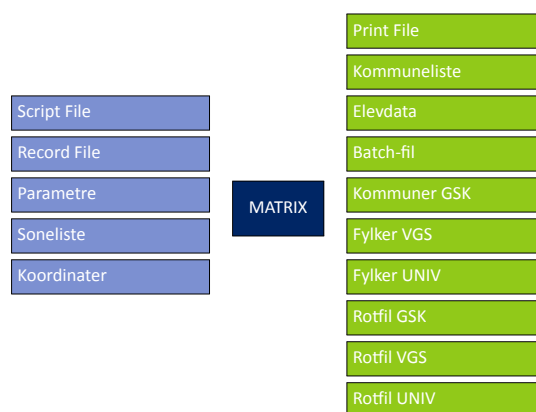 Script File
Record File
Parametre
Soneliste
Koordinater
MATRIX
Print File
Kommuneliste
Elevdata
Batch-fil
Kommuner GSK
Fylker VGS
Fylker UNIV
Rotfil GSK
Rotfil VGS
Rotfil UNIV